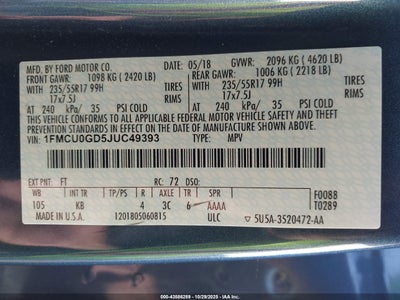 MFD. BY FORD MOTOR CO. 05/18 GVWR: 2096 KG (4620 LB)
FRONT GAWR: 1098 KG (2420 LB) REAR GAWR: 1006 KG (2218 LB)
WITH WITH
235/55R17 99H TIRES 235/55R17 99H TIRES
17x7.5J RIMS 17x7.5J RIMS
AT 240 kPa/ 35 PSI COLD AT 240 kPa/ 35 PSI COLD
THIS VEHICLE CONFORMS TO ALL APPLICABLE FEDERAL MOTOR VEHICLE
SAFETY, BUMPER, AND THEFT PREVENTION STANDARDS IN EFFECT ON
THE DATE OF MANUFACTURE SHOWN ABOVE.
VIN: 1FMCU0GD5JUC49393 TYPE: MPV
EXT PNT: FT RC: 72 DSO:
WB INT TR TP/PS R AXLE TR SPR F0088
105 KB 4 3C 6 AAAA T0289
MADE IN U.S.A. 1201805060815 ULC 5U5A-3520472-AA
000-43586289 - 10/29/2025 - iaai.com